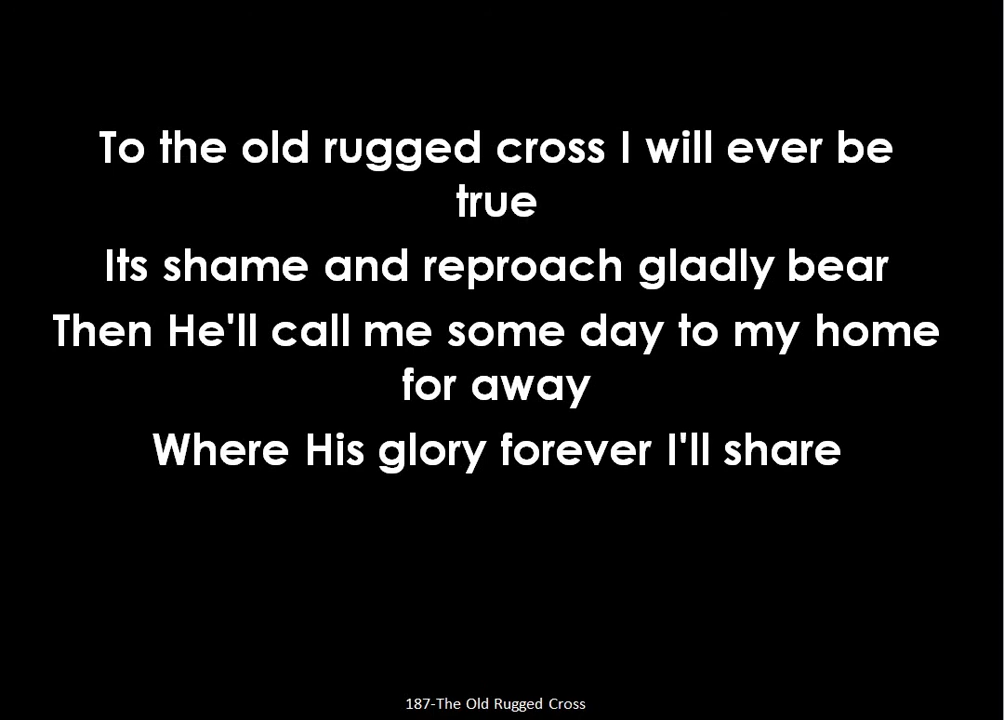 To the old rugged cross I will ever be
true
Its shame and reproach gladly bear
Then He'll call me some day to my home
for away
Where His glory forever I'll share
187-The Old Rugged Cross